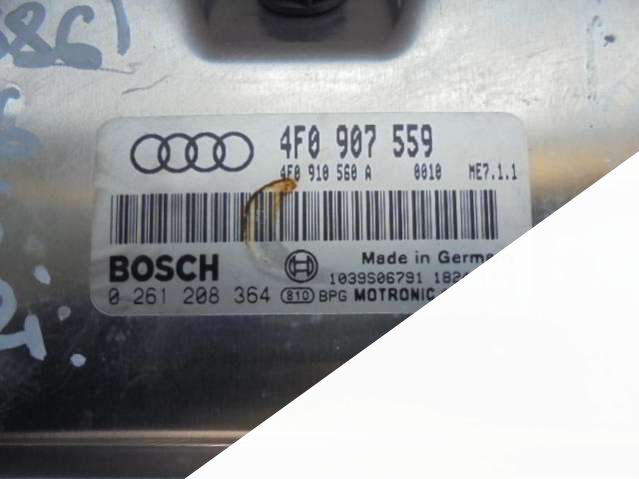 386)
4F0 907 559
4F0 910 560 A 0010 ME7.1.1
BOSCH
Made in
1039S06791
0 261 208 364 810 BPG MOTRONIC